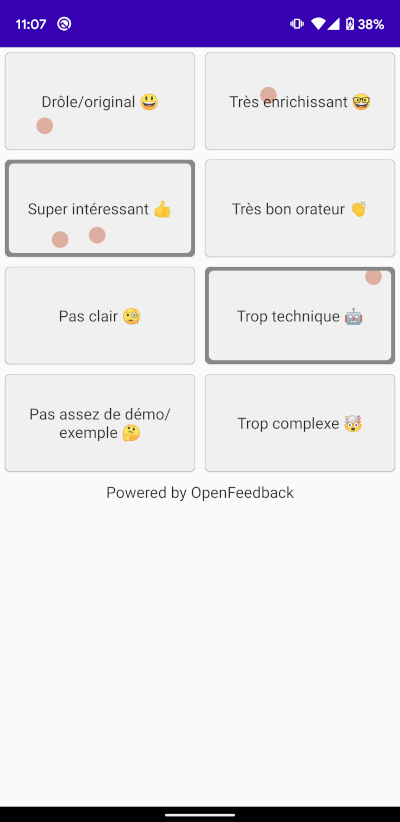 11:07 38%
Drôle/original 😃
Très enrichissant 🤓
Super intéressant 👍
Très bon orateur 👏
Pas clair 🧐
Trop technique 🤖
Pas assez de démo/
exemple 🤔
Trop complexe 🤯
Powered by OpenFeedback